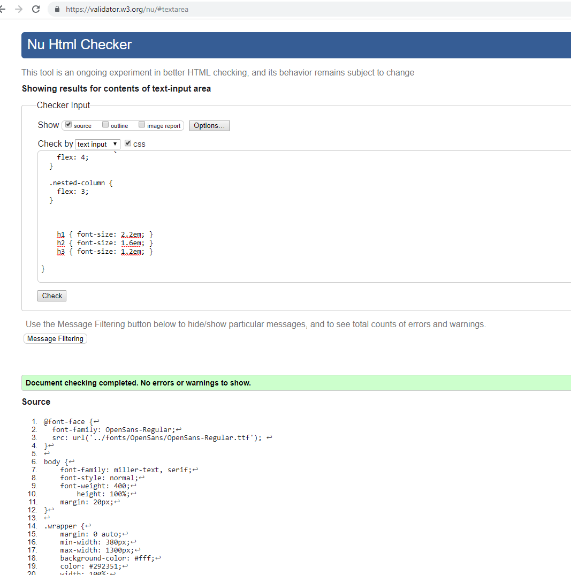 https://validator.w3.org/nu/#textarea
Nu Html Checker
This tool is an ongoing experiment in better HTML checking, and its behavior remains subject to change
Showing results for contents of text-input area
Checker Input
Show source outline image report Options...
Check by text input css
flex: 4;
}
.nested-column {
flex: 3;
}
h1 { font-size: 2.2em; }
h2 { font-size: 1.6em; }
h3 { font-size: 1.2em; }
}
Check
Use the Message Filtering button below to hide/show particular messages, and to see total counts of errors and warnings.
Message Filtering
Document checking completed. No errors or warnings to show.
Source
1. @font-face {↩
2. font-family: OpenSans-Regular;↩
3. src: url('../fonts/OpenSans/OpenSans-Regular.ttf'); ↩
4. }↩
5. ↩
6. body {↩
7. font-family: miller-text, serif;↩
8. font-style: normal;↩
9. font-weight: 400;↩
10. height: 100%;↩
11. margin: 20px;↩
12. }↩
13. ↩
14. .wrapper {↩
15. margin: 0 auto;↩
16. min-width: 380px;↩
17. max-width: 1300px;↩
18. background-color: #fff;↩
19. color: #292351;↩
20. width: 100%;↩